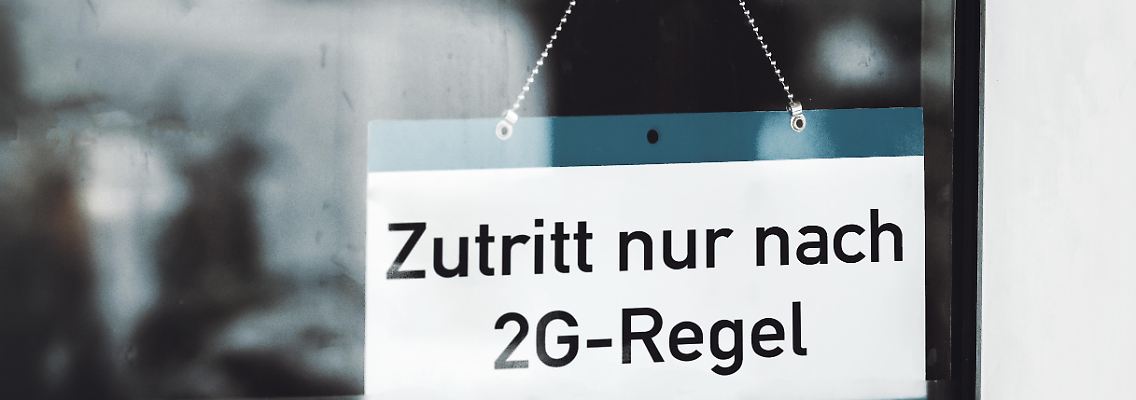 Zutritt nur nach
2G-Regel